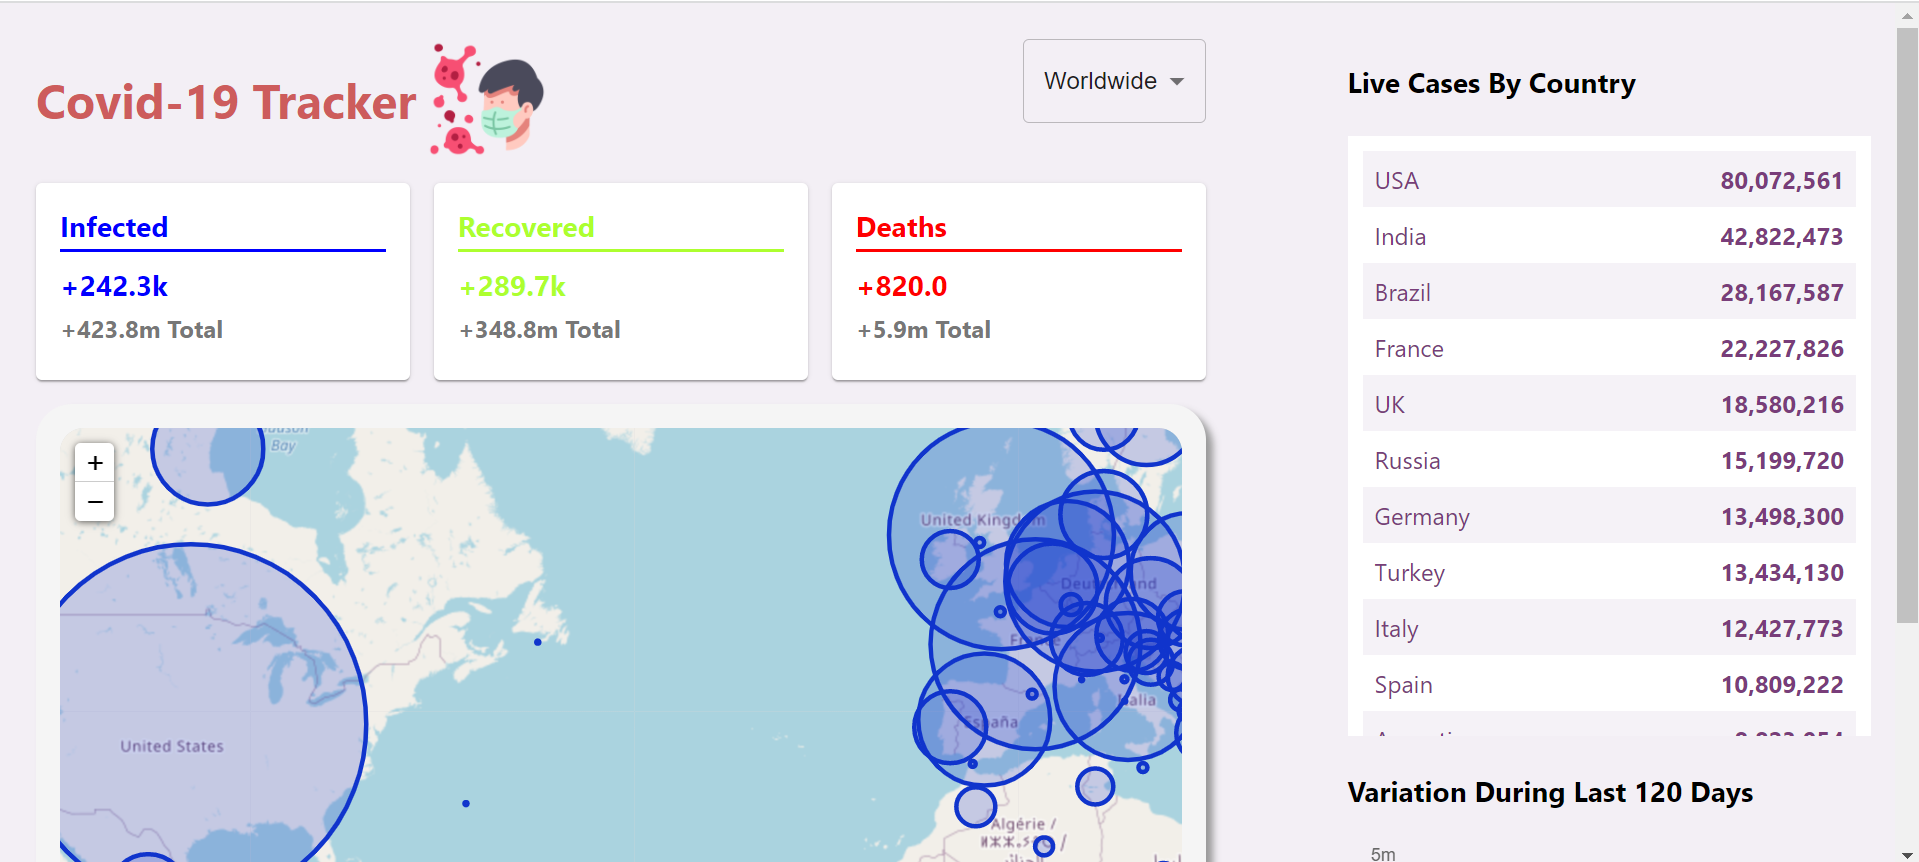 Covid-19 Tracker
Worldwide
Infected
+242.3k
+423.8m Total
Recovered
+289.7k
+348.8m Total
Deaths
+820.0
+5.9m Total
+
−
Bay
United Kingdom
Deutschland
France
España
Italia
United States
Algérie /
Live Cases By Country
USA 80,072,561
India 42,822,473
Brazil 28,167,587
France 22,227,826
UK 18,580,216
Russia 15,199,720
Germany 13,498,300
Turkey 13,434,130
Italy 12,427,773
Spain 10,809,222
Variation During Last 120 Days
5m